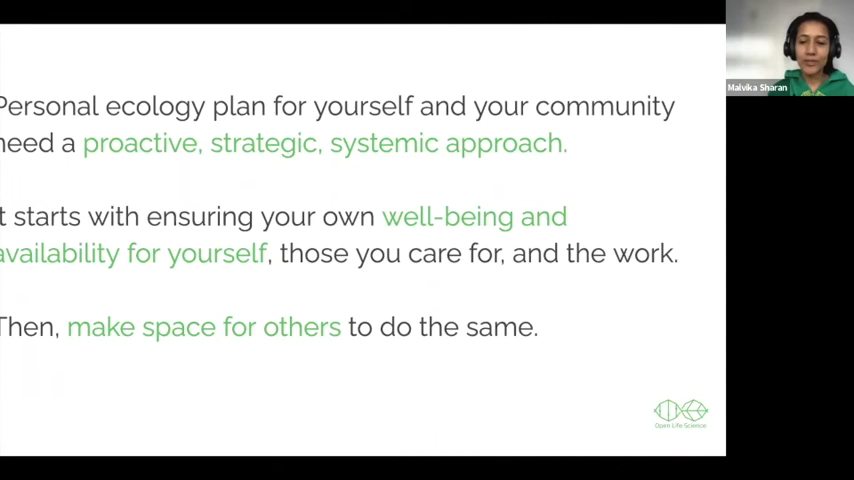 Personal ecology plan for yourself and your community
need a proactive, strategic, systemic approach.
It starts with ensuring your own well-being and
availability for yourself, those you care for, and the work.
Then, make space for others to do the same.
Open Life Science
Malvika Sharan